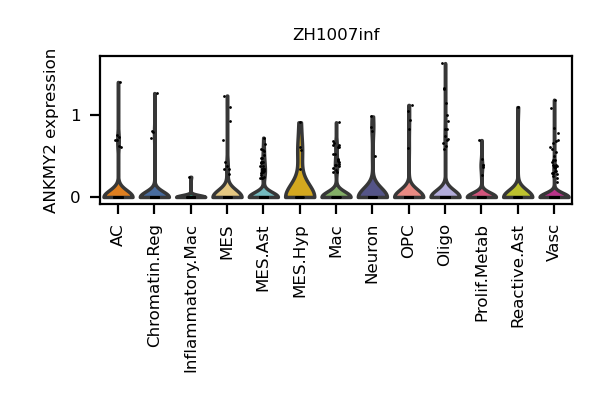 ZH1007inf
ANKMY2 expression
1
0
AC
Chromatin.Reg
Inflammatory.Mac
MES
MES.Ast
MES.Hyp
Mac
Neuron
OPC
Oligo
Prolif.Metab
Reactive.Ast
Vasc